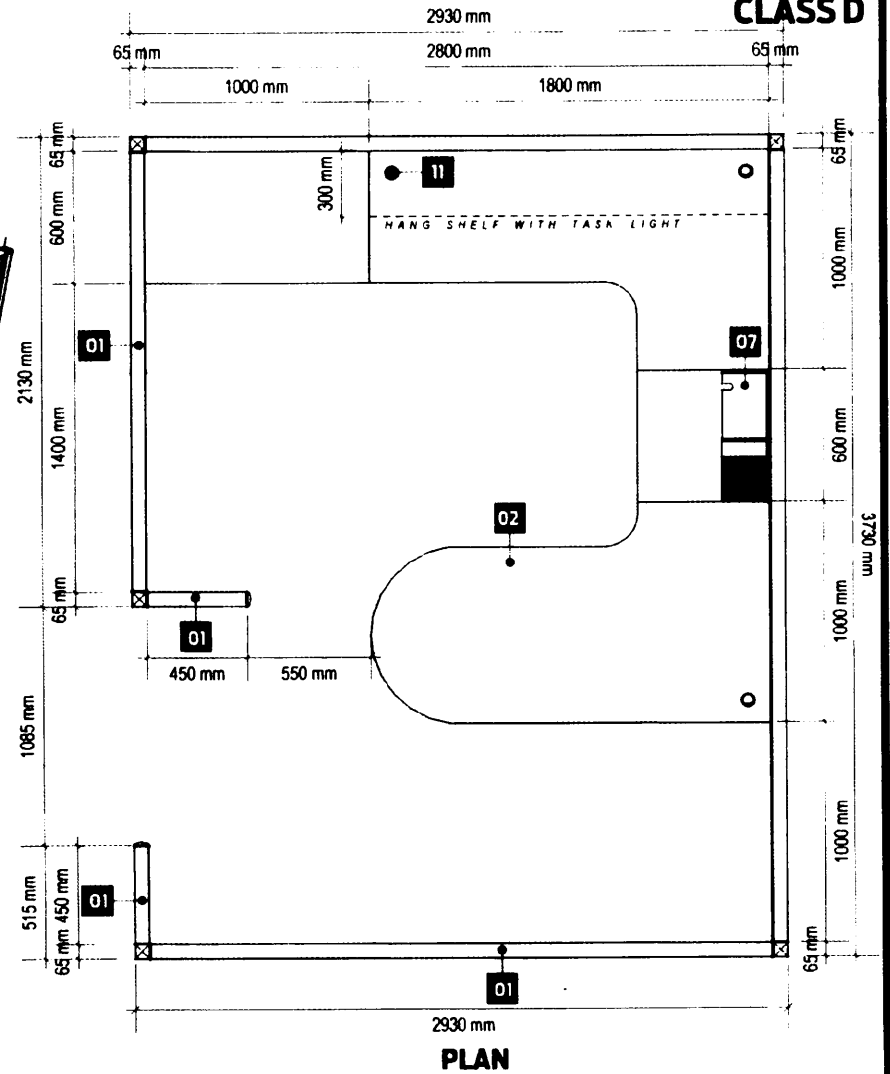 CLASS D
2930 mm
65 mm
2800 mm
65 mm
1000 mm
1800 mm
65 mm
600 mm
2130 mm
1400 mm
65 mm
1085 mm
515 mm
450 mm
65 mm
300 mm
11
HANG SHELF WITH TASK LIGHT
01
07
02
01
450 mm
550 mm
01
01
65 mm
1000 mm
600 mm
3730 mm
1000 mm
1000 mm
65 mm
2930 mm
PLAN